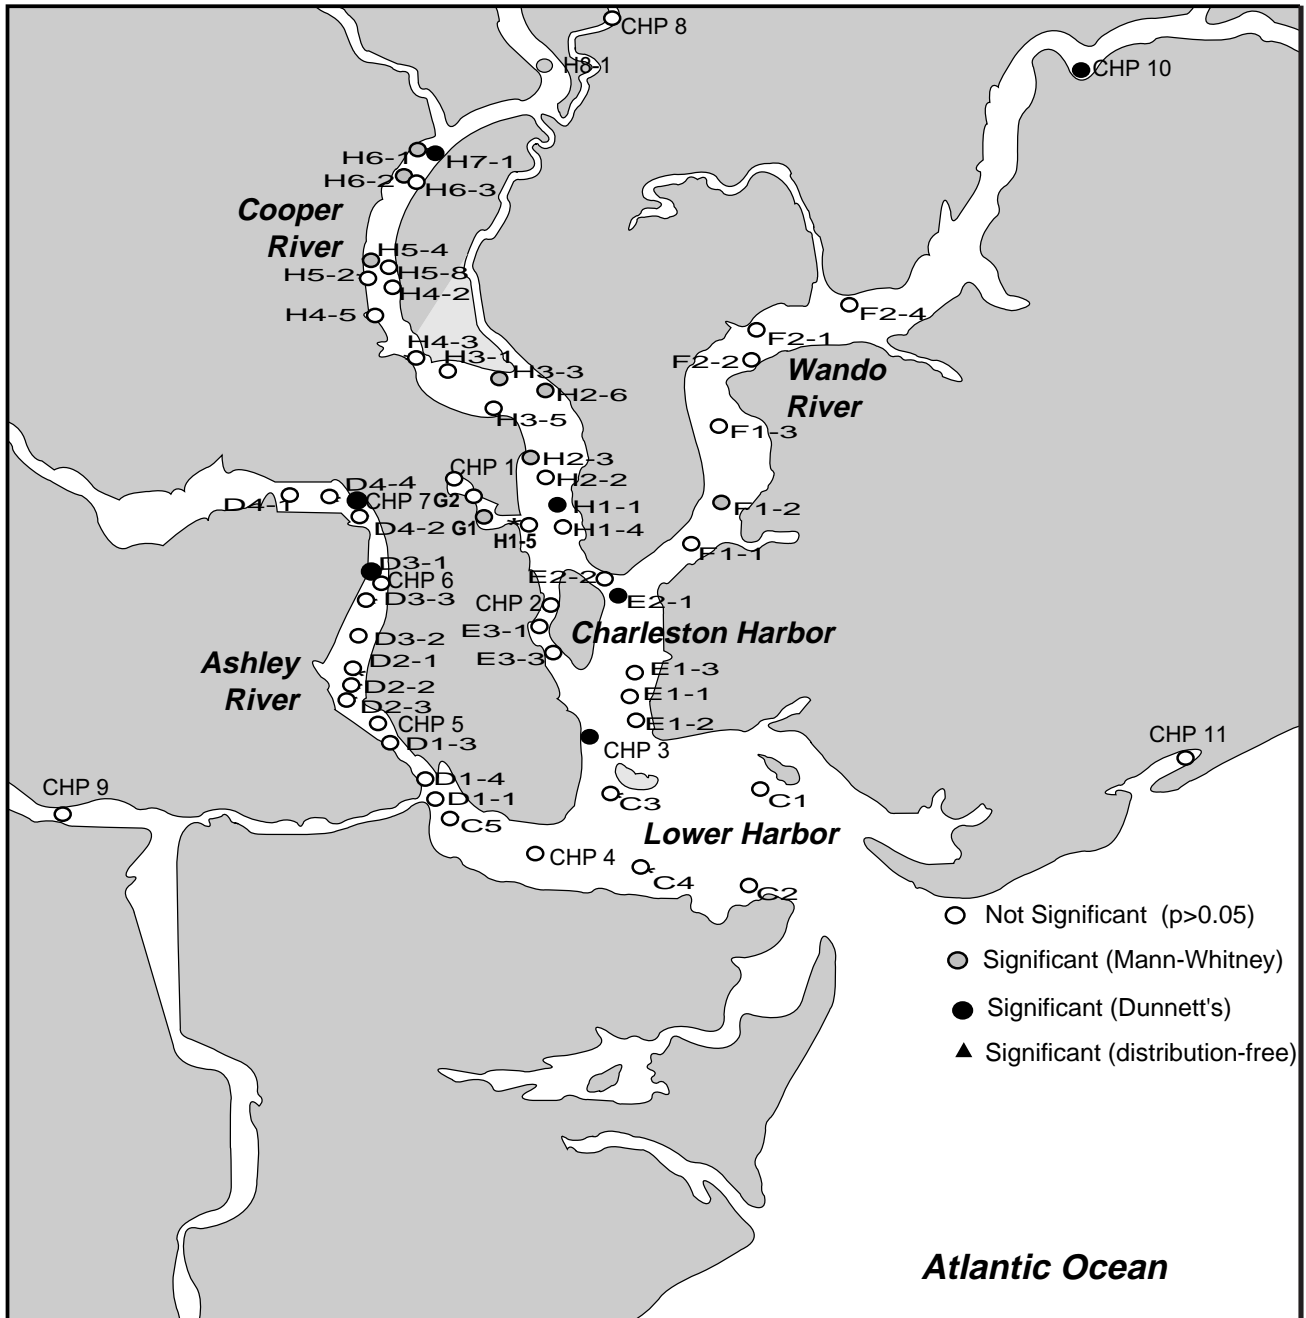 CHP 8
H8-1
CHP 10
H6-1
H7-1
H6-2
H6-3
Cooper
River
H5-4
H5-2
H5-8
H4-2
H4-5
H4-3
H3-1
H3-3
H2-6
H3-5
F2-4
F2-1
F2-2
Wando
River
F1-3
H2-3
CHP 1
H2-2
D4-4
D4-1
CHP 7
G2
H1-1
F1-2
D4-2
G1
*
H1-5
H1-4
F1-1
D3-1
CHP 6
E2-2
D3-3
CHP 2
E2-1
E3-1
Charleston Harbor
D3-2
E3-3
Ashley
River
D2-1
E1-3
D2-2
E1-1
D2-3
CHP 5
E1-2
D1-3
CHP 3
CHP 11
D1-4
CHP 9
D1-1
C3
C1
C5
Lower Harbor
CHP 4
C4
C2
Not Significant (p>0.05)
Significant (Mann-Whitney)
Significant (Dunnett's)
Significant (distribution-free)
Atlantic Ocean